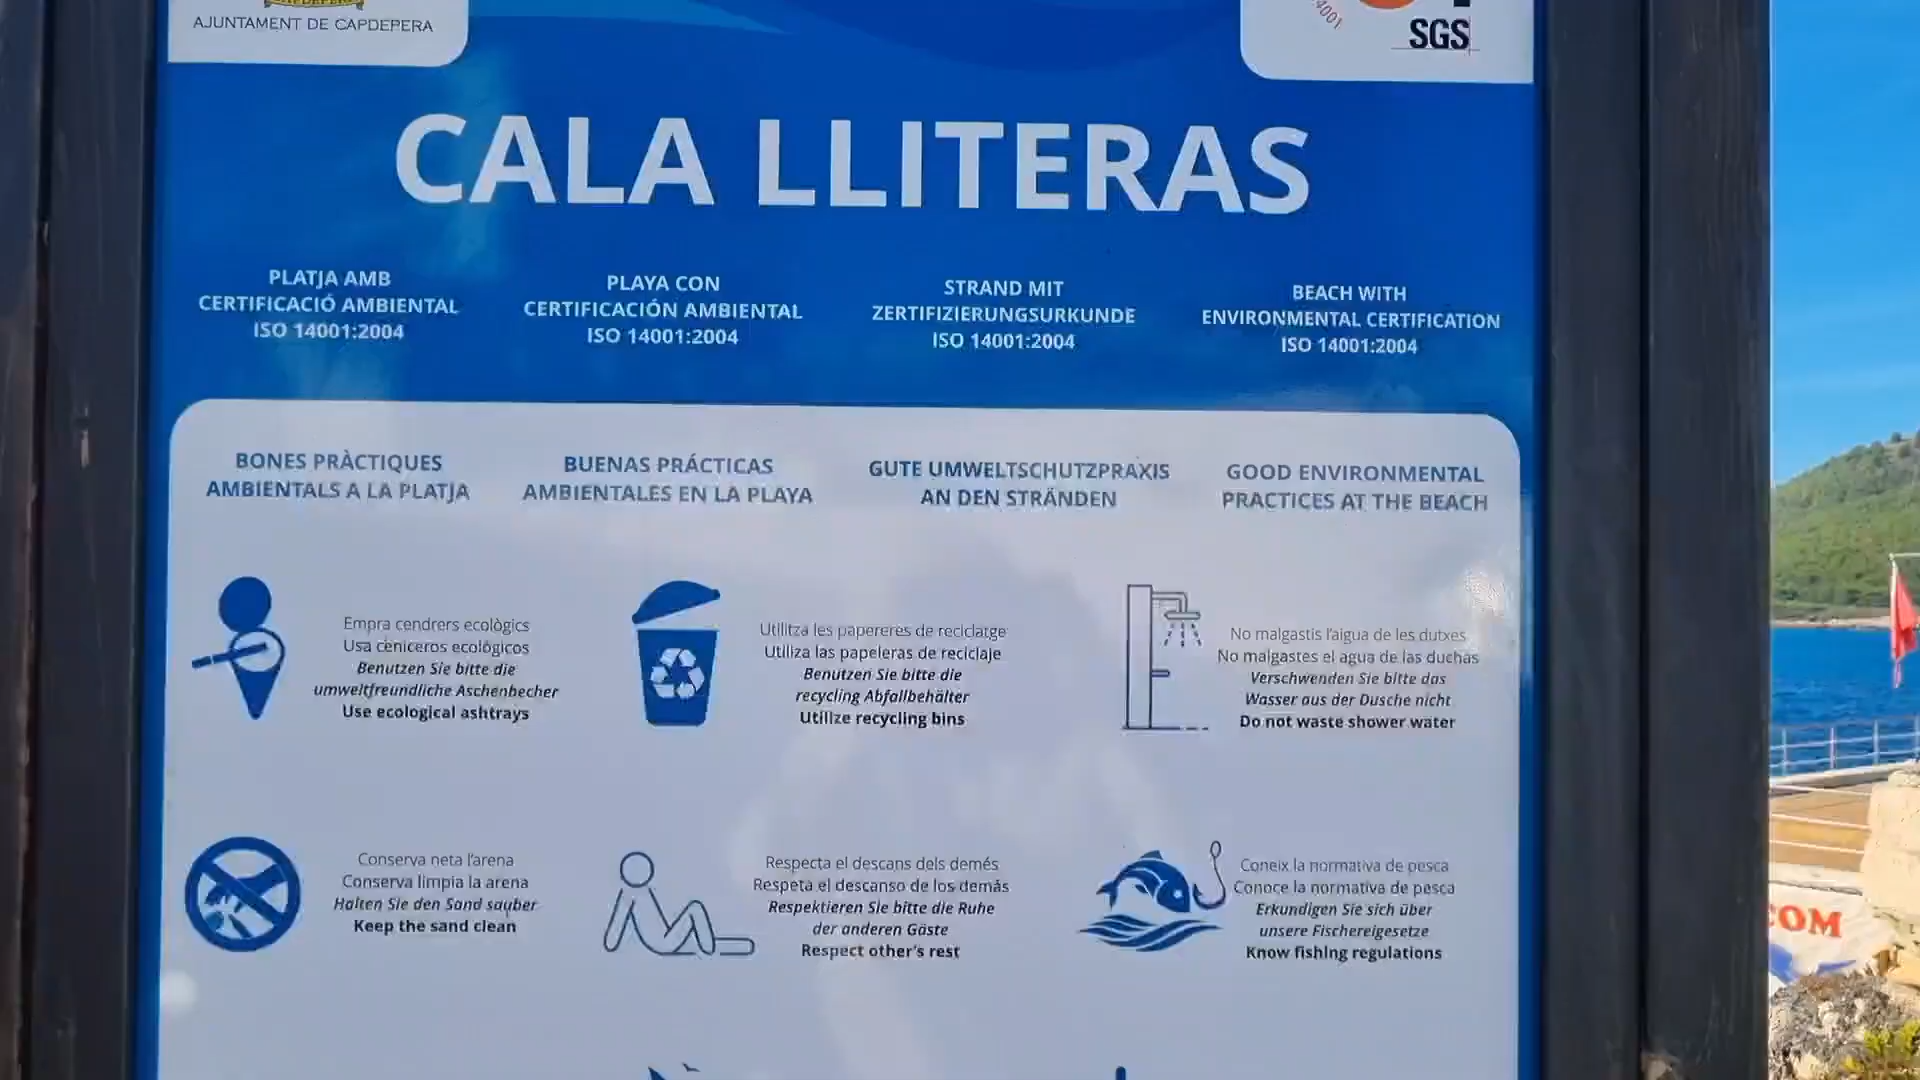 AJUNTAMENT DE CAPDEPERA
14001
SGS
CALA LLITERAS
PLATJA AMB
CERTIFICACIÓ AMBIENTAL
ISO 14001:2004
PLAYA CON
CERTIFICACIÓN AMBIENTAL
ISO 14001:2004
STRAND MIT
ZERTIFIZIERUNGSURKUNDE
ISO 14001:2004
BEACH WITH
ENVIRONMENTAL CERTIFICATION
ISO 14001:2004
BONES PRÀCTIQUES
AMBIENTALS A LA PLATJA
BUENAS PRÁCTICAS
AMBIENTALES EN LA PLAYA
GUTE UMWELTSCHUTZPRAXIS
AN DEN STRÄNDEN
GOOD ENVIRONMENTAL
PRACTICES AT THE BEACH
Empra cendrers ecològics
Usa ceniceros ecológicos
Benutzen Sie bitte die
umweltfreundliche Aschenbecher
Use ecological ashtrays
Utilitza les papereres de reciclatge
Utiliza las papeleras de reciclaje
Benutzen Sie bitte die
recycling Abfallbehälter
Utilize recycling bins
No malgastis l'aigua de les dutxes
No malgastes el agua de las duchas
Verschwenden Sie bitte das
Wasser aus der Dusche nicht
Do not waste shower water
Conserva neta l'arena
Conserva limpia la arena
Halten Sie den Sand sauber
Keep the sand clean
Respecta el descans dels demés
Respeta el descanso de los demás
Respektieren Sie bitte die Ruhe
der anderen Gäste
Respect other's rest
Coneix la normativa de pesca
Conoce la normativa de pesca
Erkundigen Sie sich über
unsere Fischereigesetze
Know fishing regulations
COM